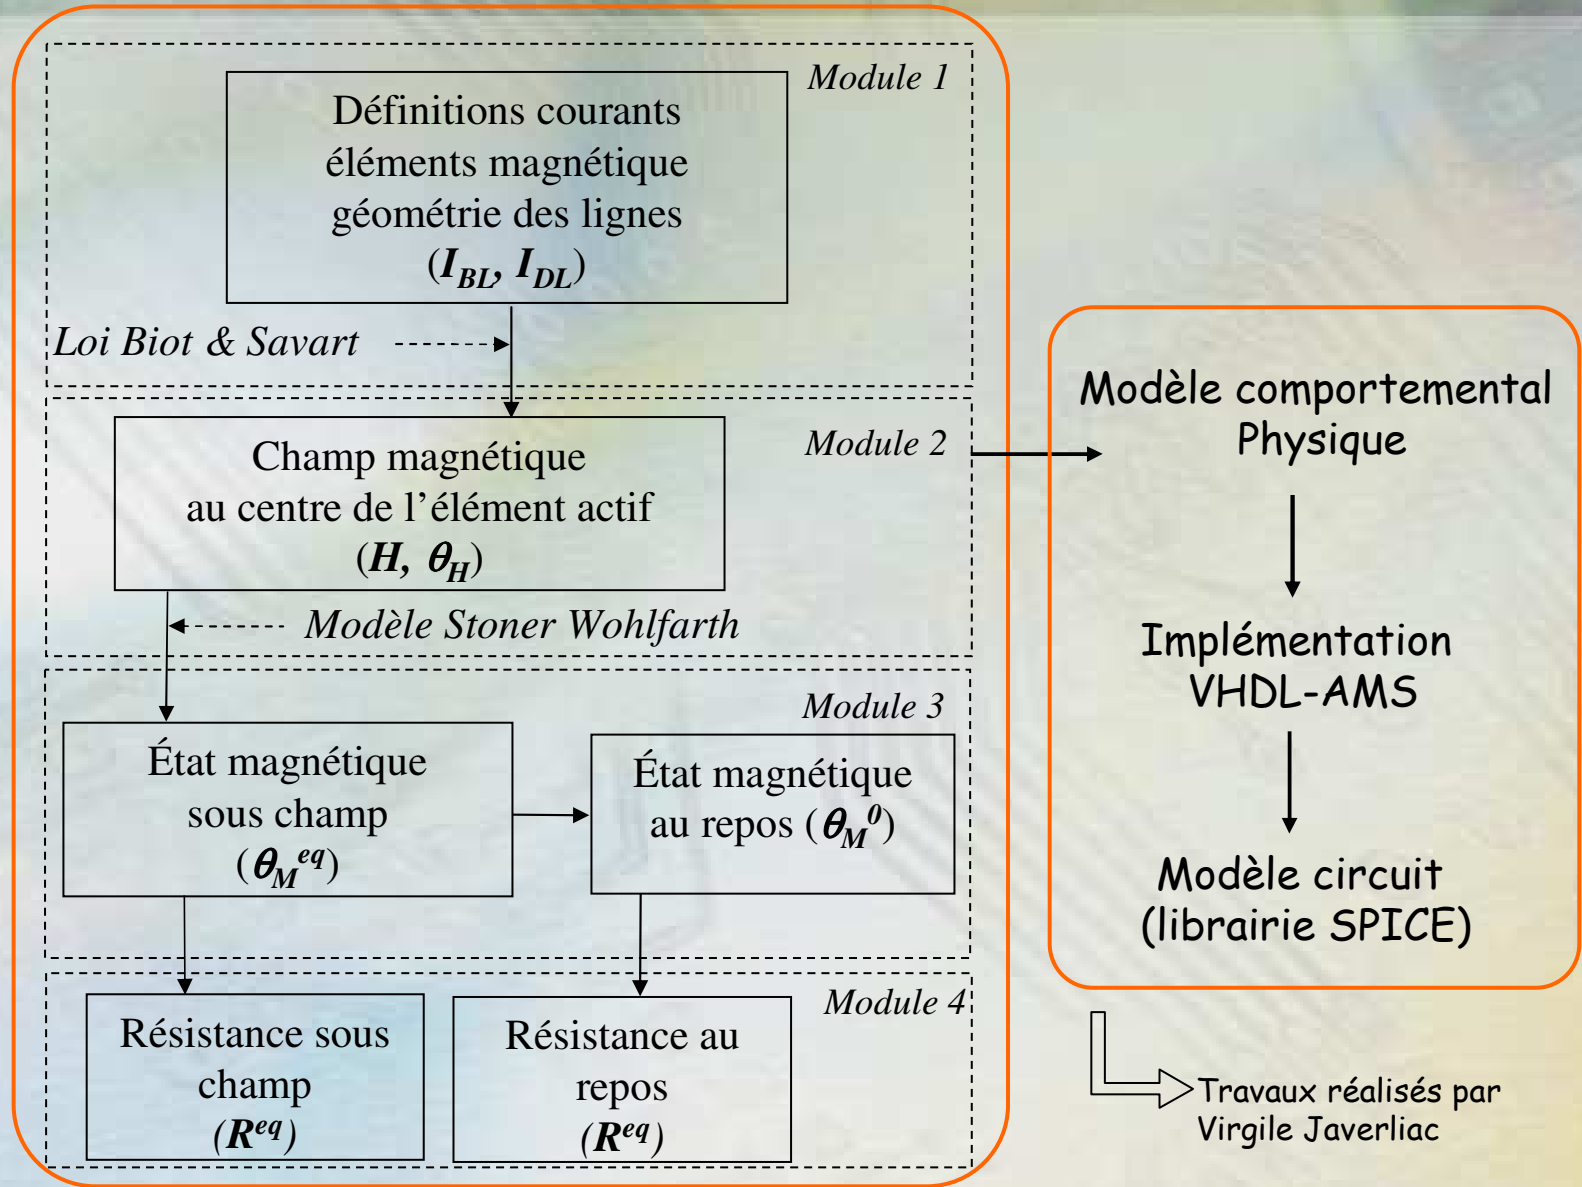 Module 1
Définitions courants
éléments magnétique
géométrie des lignes
(I_BL, I_DL)
Loi Biot & Savart
Module 2
Champ magnétique
au centre de l’élément actif
(H, θ_H)
Modèle Stoner Wohlfarth
Module 3
État magnétique
sous champ
(θ_M^eq)
État magnétique
au repos (θ_M^0)
Module 4
Résistance sous
champ
(R^eq)
Résistance au
repos
(R^eq)
Modèle comportemental
Physique
Implémentation
VHDL-AMS
Modèle circuit
(librairie SPICE)
Travaux réalisés par
Virgile Javerliac